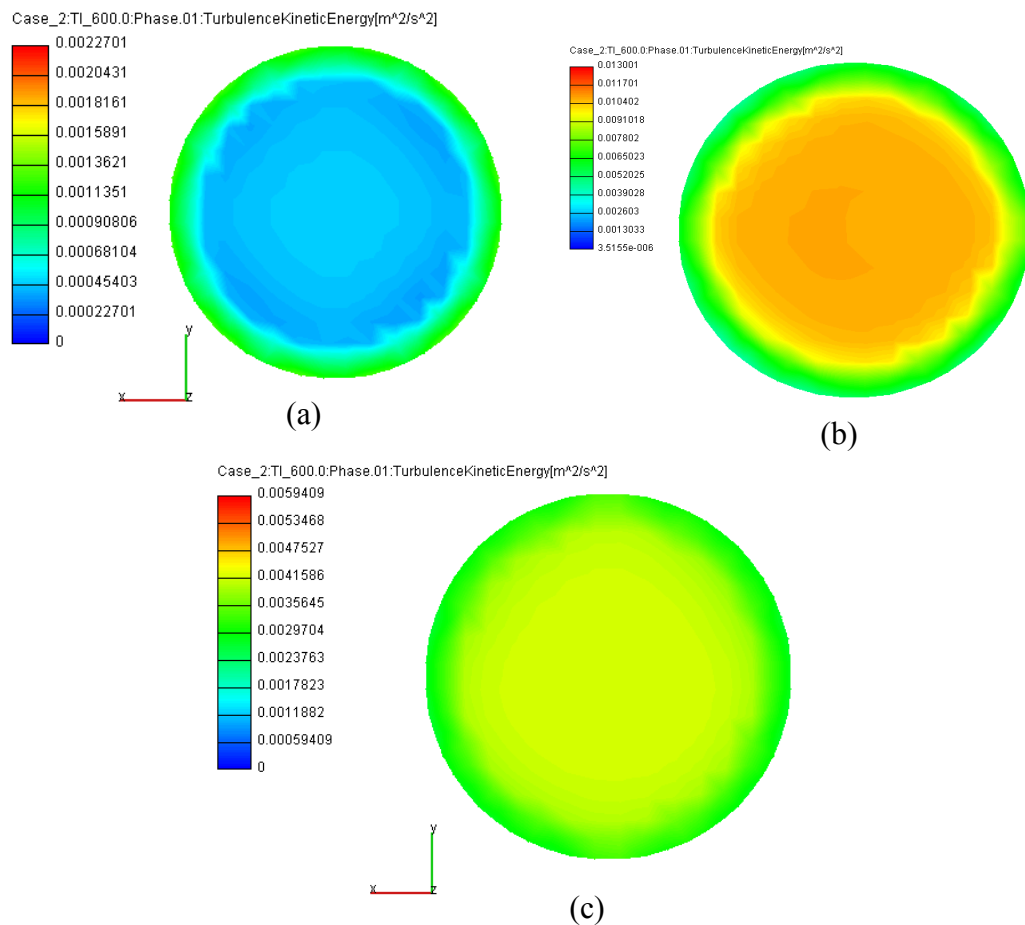 Case_2:TI_600.0:Phase.01:TurbulenceKineticEnergy[m^2/s^2]
0.0022701
0.0020431
0.0018161
0.0015891
0.0013621
0.0011351
0.00090806
0.00068104
0.00045403
0.00022701
0
y
x
z
(a)
Case_2:TI_600.0:Phase.01:TurbulenceKineticEnergy[m^2/s^2]
0.013001
0.011701
0.010402
0.0091018
0.007802
0.0065023
0.0052025
0.0039028
0.002603
0.0013033
3.5155e-006
(b)
Case_2:TI_600.0:Phase.01:TurbulenceKineticEnergy[m^2/s^2]
0.0059409
0.0053468
0.0047527
0.0041586
0.0035645
0.0029704
0.0023763
0.0017823
0.0011882
0.00059409
0
y
x
z
(c)